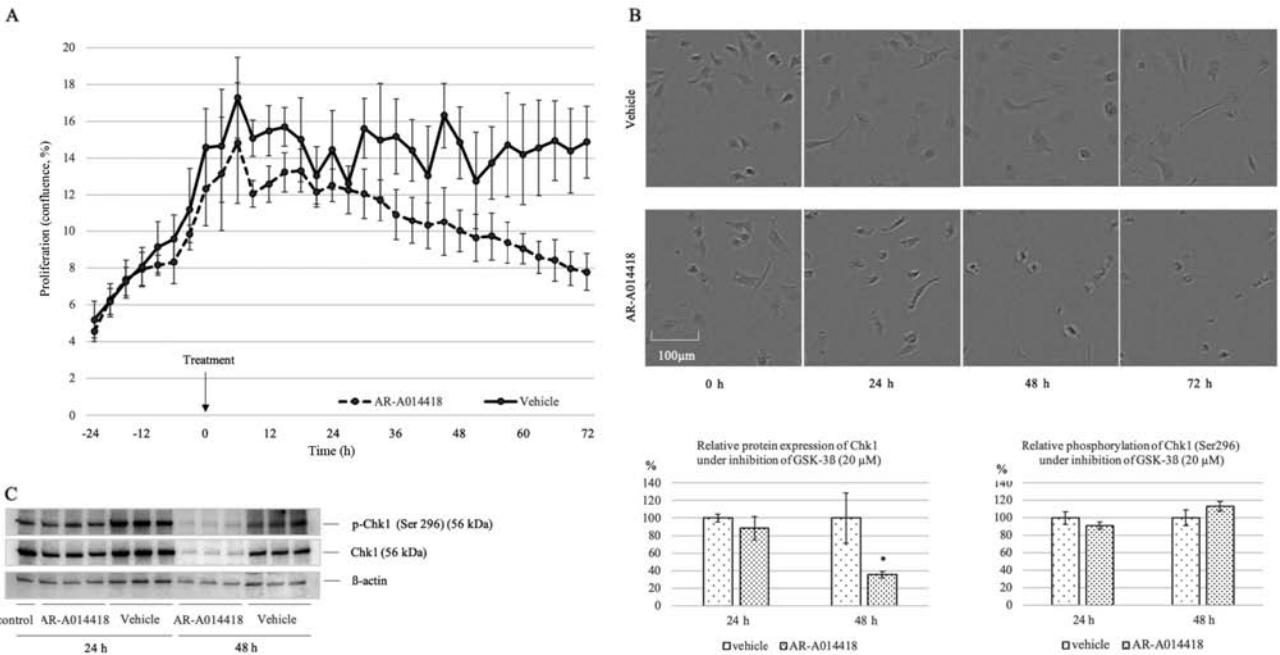 A
Proliferation (confluence, %)
20
18
16
14
12
10
8
6
4
2
0
Treatment
AR-A014418
Vehicle
-24
-12
0
12
24
36
48
60
72
Time (h)
B
Vehicle
AR-A014418
100µm
0 h
24 h
48 h
72 h
C
p-Chk1 (Ser 296) (56 kDa)
Chk1 (56 kDa)
ß-actin
control AR-A014418 Vehicle AR-A014418 Vehicle
24 h
48 h
Relative protein expression of Chk1
under inhibition of GSK-3ß (20 µM)
%
140
120
100
80
60
40
20
0
*
24 h
48 h
vehicle AR-A014418
Relative phosphorylation of Chk1 (Ser296)
under inhibition of GSK-3ß (20 µM)
%
140
120
100
80
60
40
20
0
24 h
48 h
vehicle AR-A014418